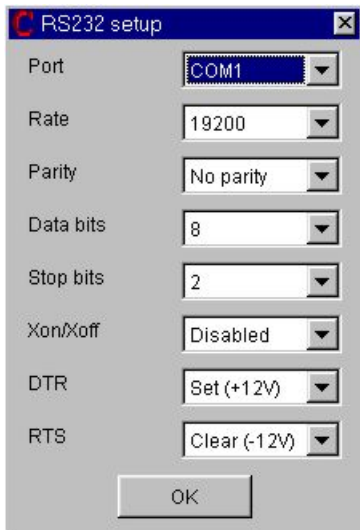 RS232 setup
Port COM1
Rate 19200
Parity No parity
Data bits 8
Stop bits 2
Xon/Xoff Disabled
DTR Set (+12V)
RTS Clear (-12V)
OK